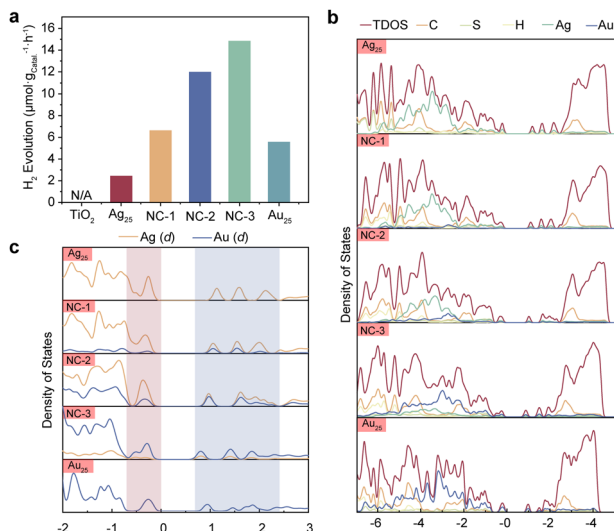 a
H₂ Evolution (μmol·g_Catal.⁻¹·h⁻¹)
16
14
12
10
8
6
4
2
0
N/A
TiO₂ Ag₂₅ NC-1 NC-2 NC-3 Au₂₅
b
TDOS C S H Ag Au
Density of States
Ag₂₅
NC-1
NC-2
NC-3
Au₂₅
-6 -4 -2 -0 -2 -4
c
Ag (d) Au (d)
Density of States
Ag₂₅
NC-1
NC-2
NC-3
Au₂₅
-2 -1 0 1 2 3